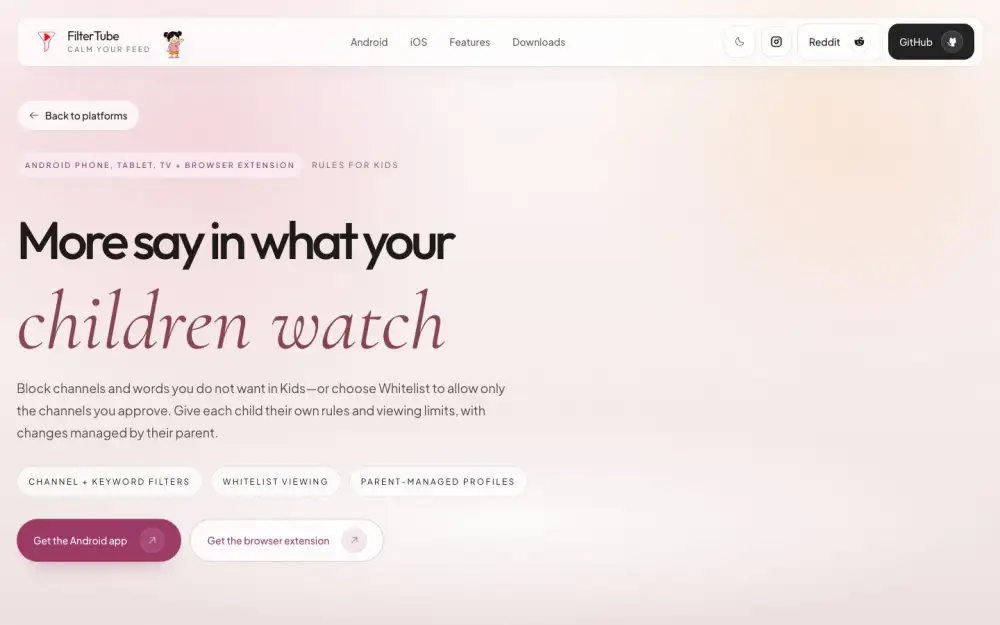 FilterTube
CALM YOUR FEED
Android
iOS
Features
Downloads
Reddit
GitHub
← Back to platforms
ANDROID PHONE, TABLET, TV + BROWSER EXTENSION
RULES FOR KIDS
More say in what your
children watch
Block channels and words you do not want in Kids—or choose Whitelist to allow only
the channels you approve. Give each child their own rules and viewing limits, with
changes managed by their parent.
CHANNEL + KEYWORD FILTERS
WHITELIST VIEWING
PARENT-MANAGED PROFILES
Get the Android app
Get the browser extension